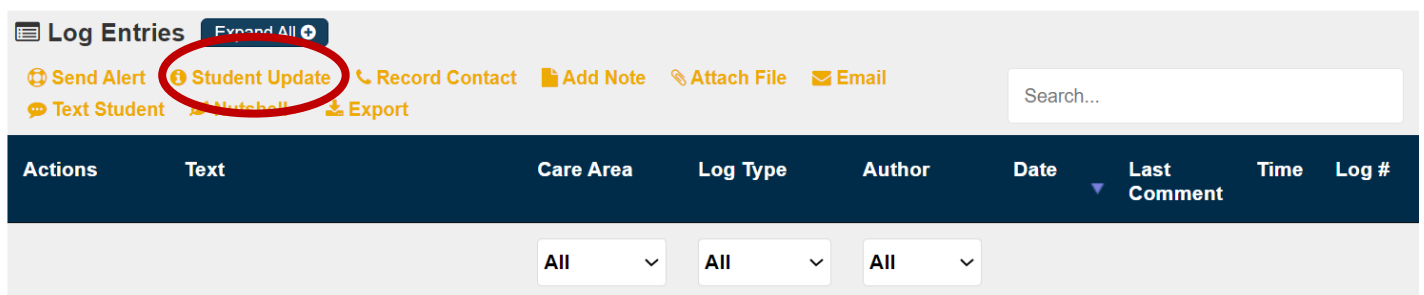 Log Entries Expand All
Send Alert Student Update Record Contact Add Note Attach File Email
Search...
Text Student Nutshell Export
Actions Text Care Area Log Type Author Date Last Comment Time Log #
All All All